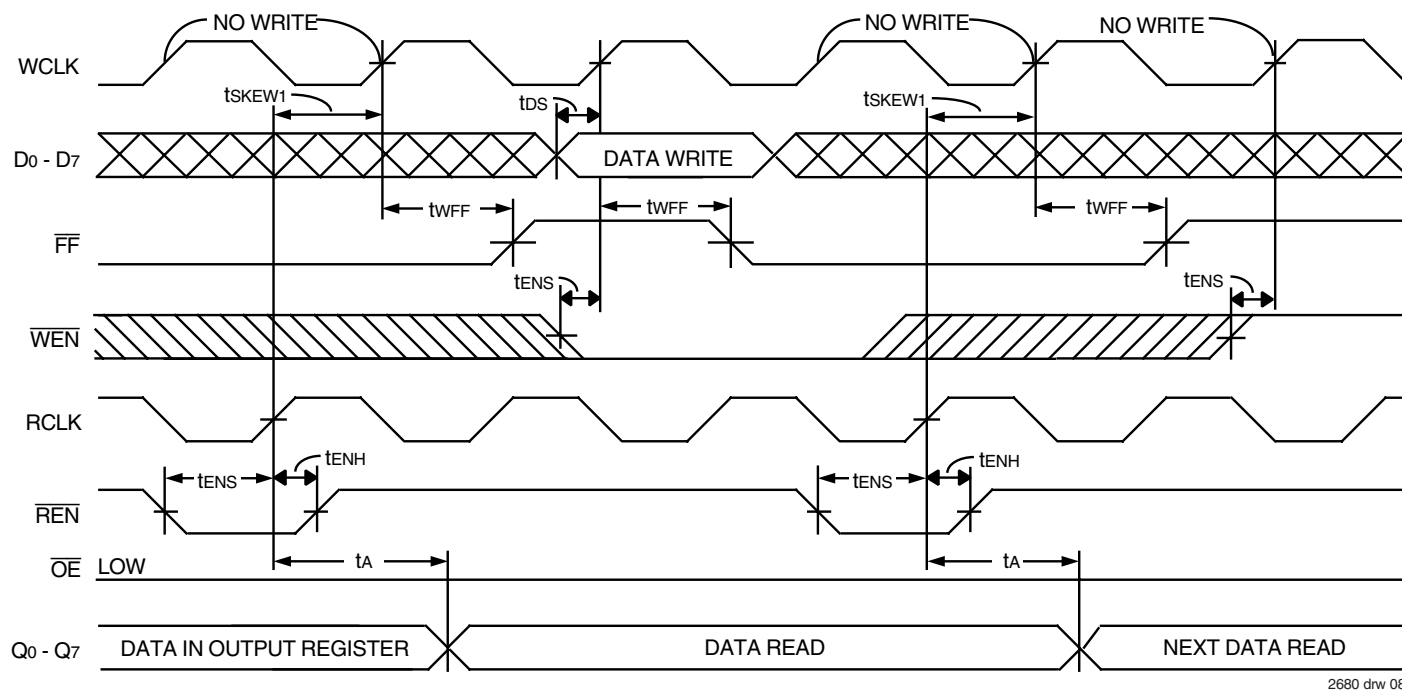 NO WRITE NO WRITE NO WRITE
WCLK
tSKEW1 tDS tSKEW1
D0 - D7 DATA WRITE
tWFF tWFF tWFF
FF
tENS tENS
WEN
RCLK
tENH tENH
tENS tENS
REN
OE LOW tA tA
Q0 - Q7 DATA IN OUTPUT REGISTER DATA READ NEXT DATA READ
2680 drw 08